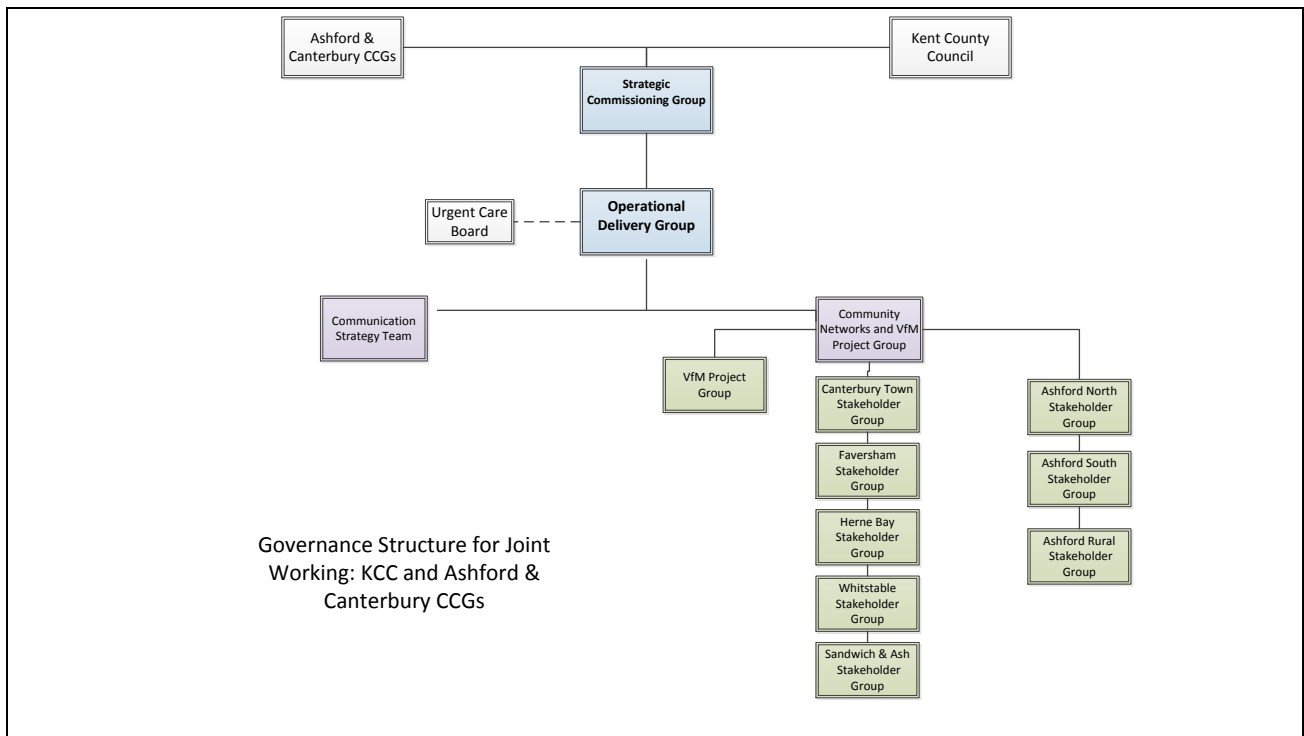 Ashford &
Canterbury CCGs
Kent County
Council
Strategic
Commissioning Group
Operational
Delivery Group
Urgent Care
Board
Communication
Strategy Team
Community
Networks and VfM
Project Group
VfM Project
Group
Canterbury Town
Stakeholder
Group
Faversham
Stakeholder
Group
Herne Bay
Stakeholder
Group
Whitstable
Stakeholder
Group
Sandwich & Ash
Stakeholder
Group
Ashford North
Stakeholder
Group
Ashford South
Stakeholder
Group
Ashford Rural
Stakeholder
Group
Governance Structure for Joint
Working: KCC and Ashford &
Canterbury CCGs